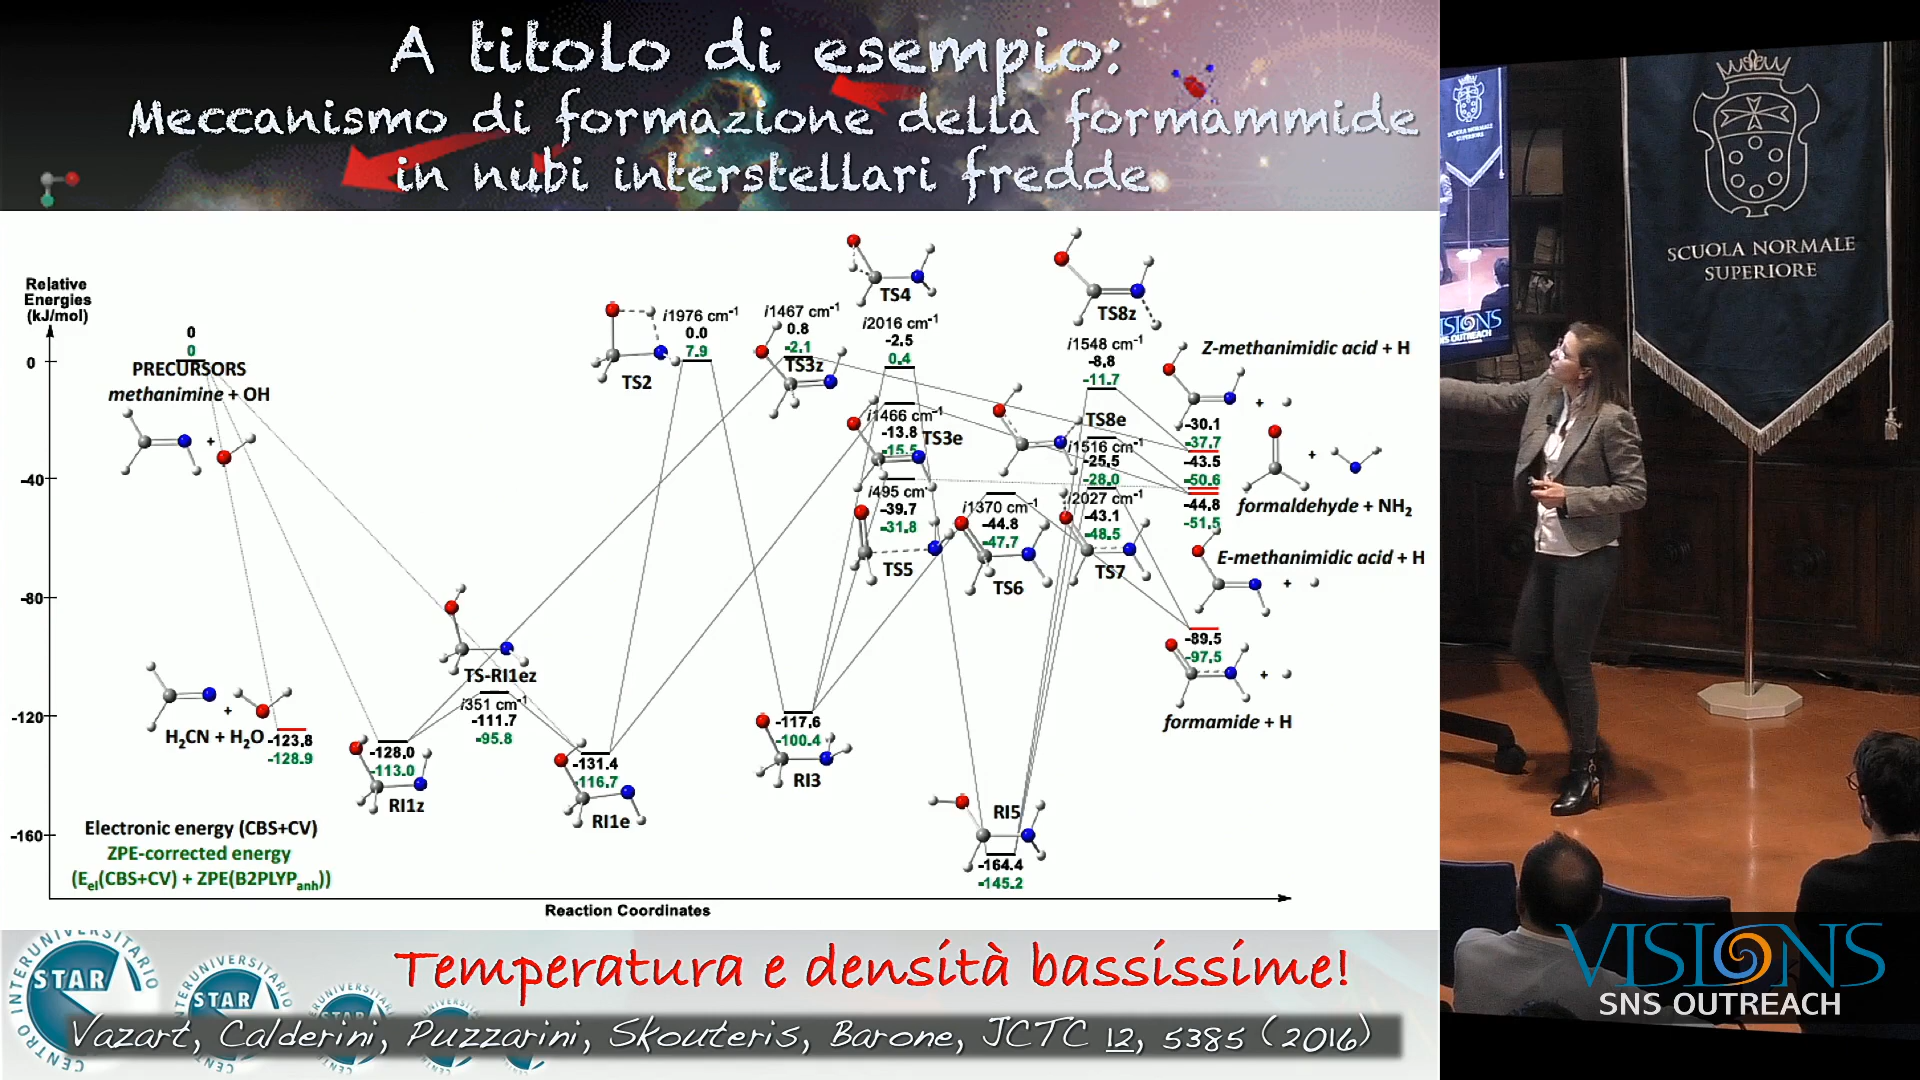 A titolo di esempio:
Meccanismo di formazione della formammide
in nubi interstellari fredde
Relative
Energies
(kJ/mol)
0
-40
-80
-120
-160
0
0
PRECURSORS
methanimine + OH
+
H₂CN + H₂O
+
-123.8
-128.9
-128.0
-113.0
RI1z
TS-RI1ez
i351 cm⁻¹
-111.7
-95.8
-131.4
-116.7
RI1e
TS2
i1976 cm⁻¹
0.0
7.9
i1467 cm⁻¹
0.8
-2.1
TS3z
TS4
i2016 cm⁻¹
-2.5
0.4
i1466 cm⁻¹
-13.8
TS3e
i495 cm⁻
-39.7
-31.8
TS5
-117.6
-100.4
RI3
i1370 cm⁻¹
-44.8
-47.7
TS6
RI5
-164.4
-145.2
TS8z
i1548 cm⁻¹
-8.8
-11.7
TS8e
i1516 cm⁻¹
-25.5
-28.0
i2027 cm⁻¹
-43.1
-48.5
TS7
Z-methanimidic acid + H
+
-30.1
-37.7
-43.5
-50.6
+
formaldehyde + NH₂
-44.8
-51.5
E-methanimidic acid + H
+
-89.5
-97.5
+
formamide + H
Electronic energy (CBS+CV)
ZPE-corrected energy
(Eₑₗ(CBS+CV) + ZPE(B2PLYPₐₙₕ))
Reaction Coordinates
Temperatura e densità bassissime!
Vazart, Calderini, Puzzarini, Skouteris, Barone, JCTC 12, 5385 (2016)
CENTRO INTERUNIVERSITARIO
STAR
STAR
STAR
SCUOLA NORMALE
SUPERIORE
SCUOLA NORMALE
SUPERIORE
VISIONS
SNS OUTREACH